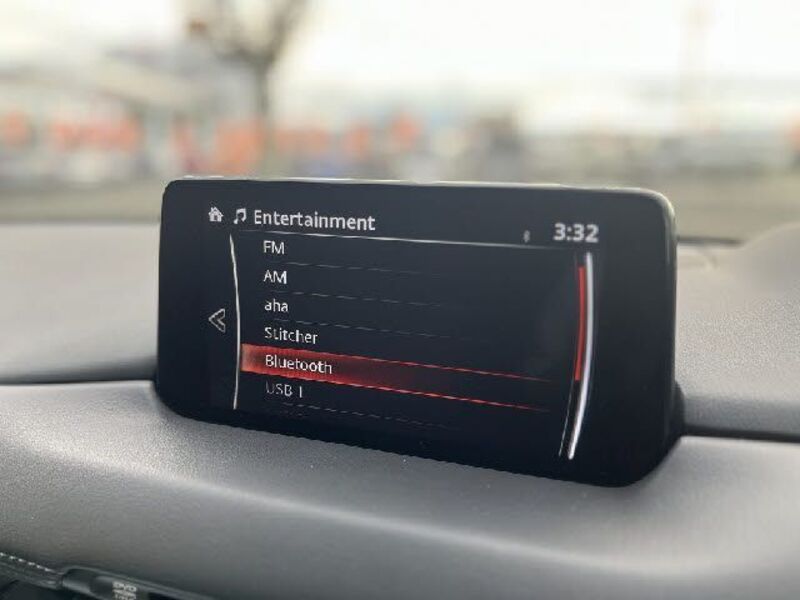 Entertainment 3:32
FM
AM
aha
Stitcher
Bluetooth
USB 1